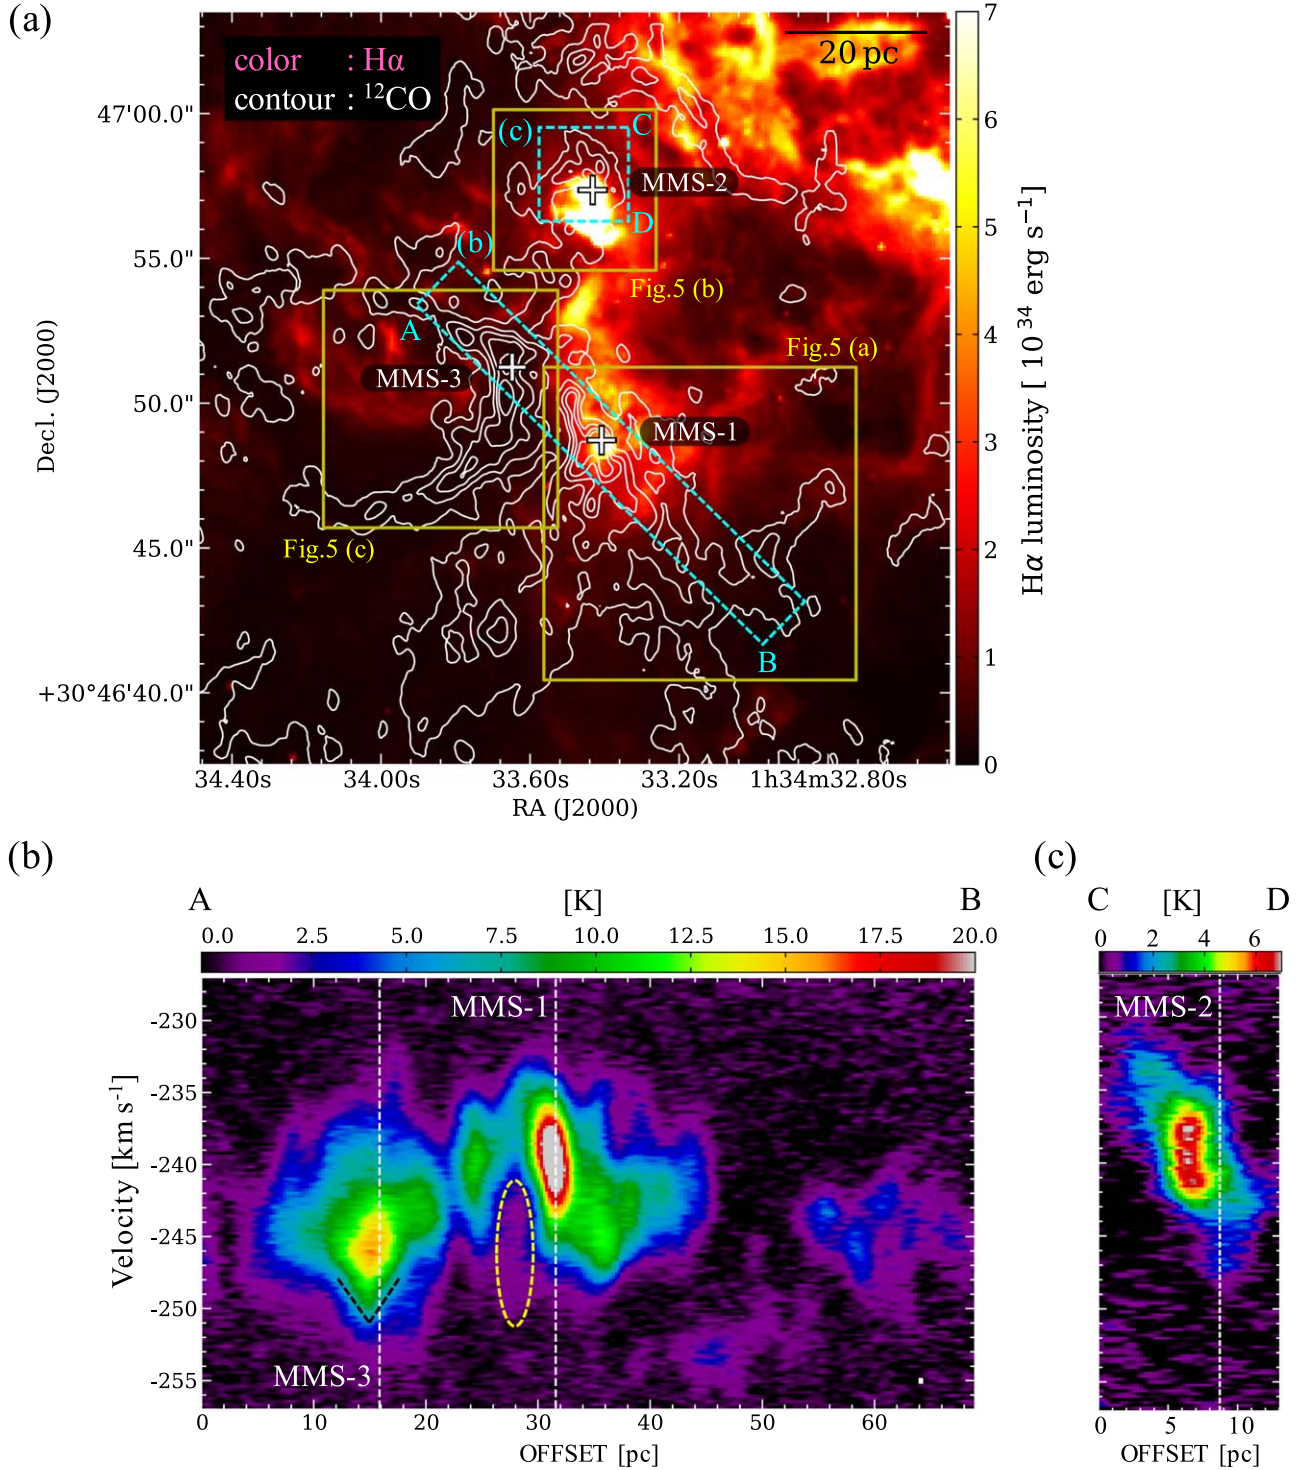 (a)
color : Hα
contour : ¹²CO
20 pc
(c)
C
MMS-2
D
(b)
Fig.5 (b)
A
Fig.5 (a)
MMS-3
MMS-1
Fig.5 (c)
B
47'00.0"
55.0"
50.0"
45.0"
+30°46'40.0"
Decl. (J2000)
34.40s 34.00s 33.60s 33.20s 1h34m32.80s
RA (J2000)
7
6
5
4
3
2
1
0
Hα luminosity [ 10 ³⁴ erg s⁻¹]
(b)
A [K] B
0.0 2.5 5.0 7.5 10.0 12.5 15.0 17.5 20.0
MMS-1
MMS-3
-230
-235
-240
-245
-250
-255
Velocity [km s⁻¹]
0 10 20 30 40 50 60
OFFSET [pc]
(c)
C [K] D
0 2 4 6
MMS-2
0 5 10
OFFSET [pc]